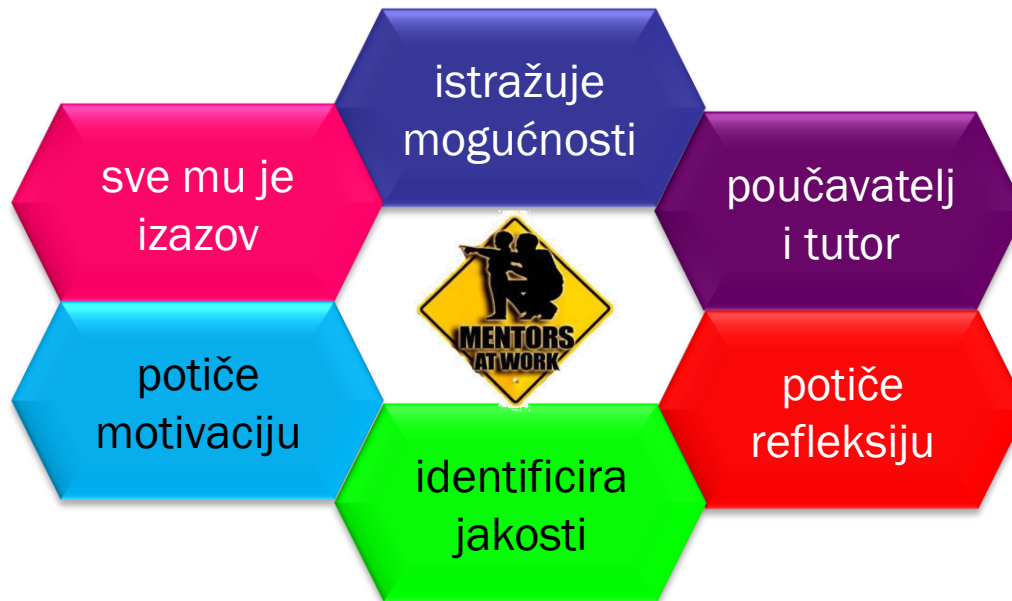 istražuje
mogućnosti
sve mu je
izazov
poučavatelj
i tutor
MENTORS
AT WORK
potiče
motivaciju
potiče
refleksiju
identificira
jakosti